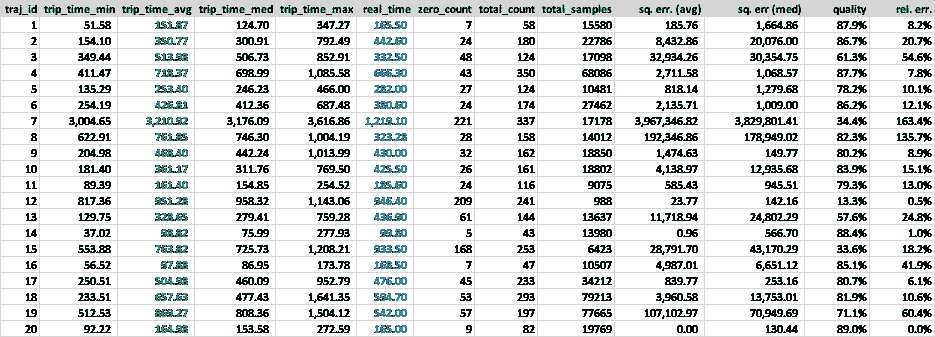 traj_id trip_time_min trip_time_avg trip_time_med trip_time_max real_time zero_count total_count total_samples sq. err. (avg) sq. err (med) quality rel. err.
1 51.58 151.87 124.70 347.27 165.50 7 58 15580 185.76 1,664.86 87.9% 8.2%
2 154.10 350.77 300.91 792.49 442.60 24 180 22786 8,432.86 20,076.00 86.7% 20.7%
3 349.44 513.98 506.73 852.91 332.50 48 124 17098 32,934.26 30,354.75 61.3% 54.6%
4 411.47 718.37 698.99 1,085.58 666.30 43 350 68086 2,711.58 1,068.57 87.7% 7.8%
5 135.29 253.40 246.23 466.00 282.00 27 124 10481 818.14 1,279.68 78.2% 10.1%
6 254.19 426.81 412.36 687.48 380.60 24 174 27462 2,135.71 1,009.00 86.2% 12.1%
7 3,004.65 3,210.92 3,176.09 3,616.86 1,219.10 221 337 17178 3,967,346.82 3,829,801.41 34.4% 163.4%
8 622.91 761.85 746.30 1,004.19 323.28 28 158 14012 192,346.86 178,949.02 82.3% 135.7%
9 204.98 468.40 442.24 1,013.99 430.00 32 162 18850 1,474.63 149.77 80.2% 8.9%
10 181.40 361.17 311.76 769.50 425.50 26 161 18802 4,138.97 12,935.68 83.9% 15.1%
11 89.39 161.40 154.85 254.52 185.60 24 116 9075 585.43 945.51 79.3% 13.0%
12 817.36 951.28 958.32 1,143.06 946.40 209 241 988 23.77 142.16 13.3% 0.5%
13 129.75 328.65 279.41 759.28 436.90 61 144 13637 11,718.94 24,802.29 57.6% 24.8%
14 37.02 98.82 75.99 277.93 99.80 5 43 13980 0.96 566.70 88.4% 1.0%
15 553.88 763.82 725.73 1,208.21 933.50 168 253 6423 28,791.70 43,170.29 33.6% 18.2%
16 56.52 97.88 86.95 173.78 168.50 7 47 10507 4,987.01 6,651.12 85.1% 41.9%
17 250.51 504.98 460.09 952.79 476.00 45 233 34212 839.77 253.16 80.7% 6.1%
18 233.51 657.63 477.43 1,641.35 594.70 53 293 79213 3,960.58 13,753.01 81.9% 10.6%
19 512.53 869.27 808.36 1,504.12 542.00 57 197 77665 107,102.97 70,949.69 71.1% 60.4%
20 92.22 164.98 153.58 272.59 165.00 9 82 19769 0.00 130.44 89.0% 0.0%